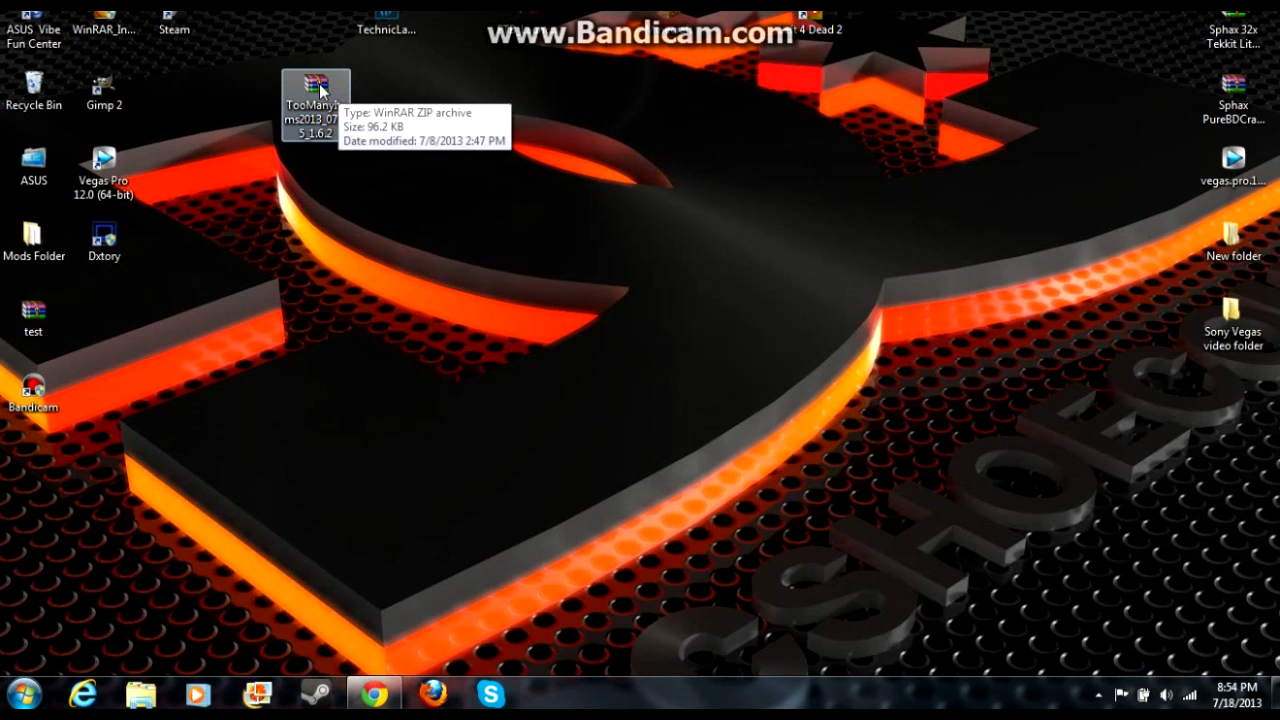 www.Bandicam.com
ASUS Vibe
Fun Center
WinRAR_In...
Steam
TechnicLa...
4 Dead 2
Sphax 32x
Tekkit Lit...
Recycle Bin
Gimp 2
TooManyI
ms2013_07
5_1.6.2
Type: WinRAR ZIP archive
Size: 96.2 KB
Date modified: 7/8/2013 2:47 PM
Sphax
PureBDCra...
ASUS
Vegas Pro
12.0 (64-bit)
vegas.pro.1...
Mods Folder
Dxtory
New folder
test
Sony Vegas
video folder
Bandicam
CSHOEC
8:54 PM
7/18/2013